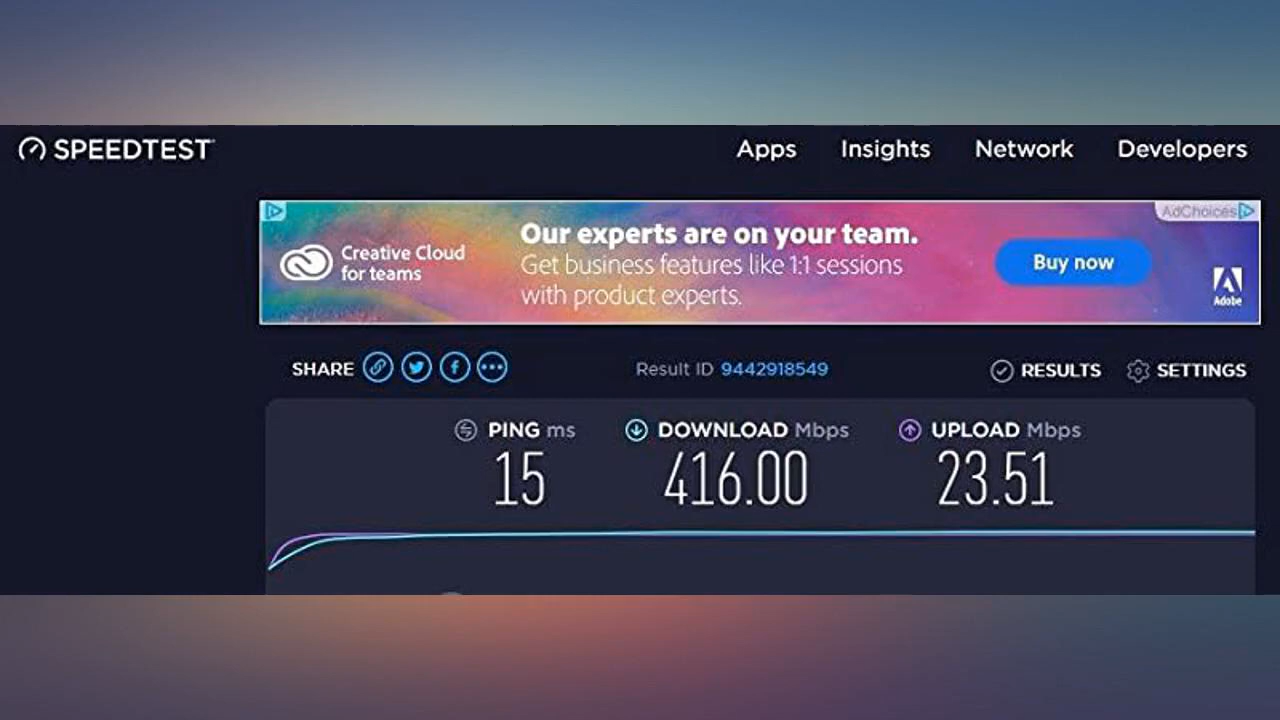 SPEEDTEST
Apps Insights Network Developers
AdChoices
Creative Cloud
for teams
Our experts are on your team.
Get business features like 1:1 sessions
with product experts.
Buy now
Adobe
SHARE
Result ID 9442918549
RESULTS SETTINGS
PING ms
15
DOWNLOAD Mbps
416.00
UPLOAD Mbps
23.51